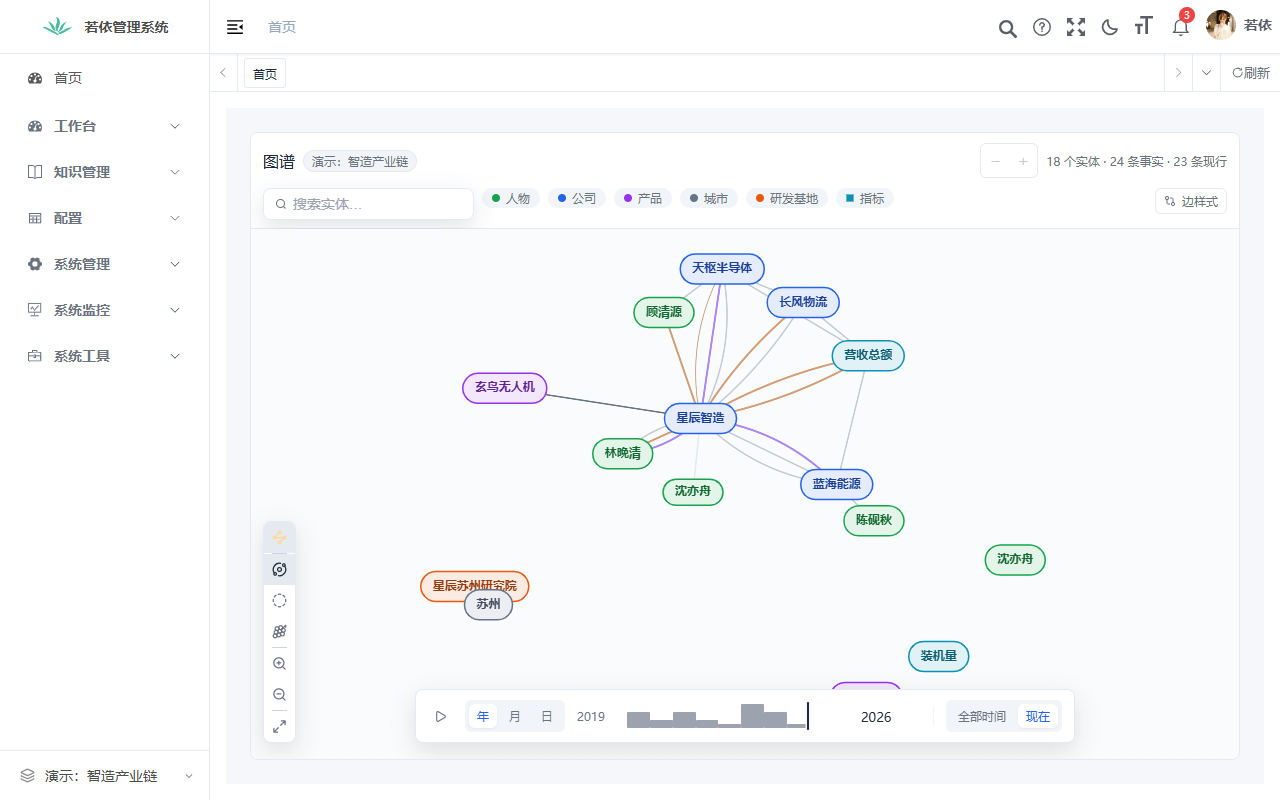 若依管理系统
首页
3
若依
首页
刷新
首页
工作台
知识管理
配置
系统管理
系统监控
系统工具
图谱
演示：智造产业链
18 个实体 · 24 条事实 · 23 条现行
搜索实体...
人物
公司
产品
城市
研发基地
指标
边样式
天枢半导体
长风物流
顾清源
营收总额
玄鸟无人机
星辰智造
林晚清
沈亦舟
蓝海能源
陈砚秋
沈亦舟
星辰苏州研究院
苏州
装机量
年
月
日
2019
2026
全部时间
现在
演示：智造产业链